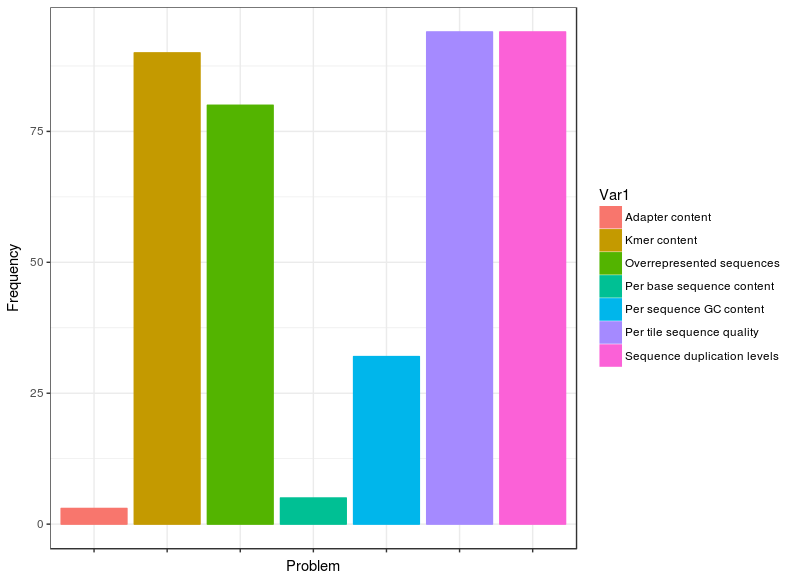 75
50
25
0
Frequency
Problem
Var1
Adapter content
Kmer content
Overrepresented sequences
Per base sequence content
Per sequence GC content
Per tile sequence quality
Sequence duplication levels